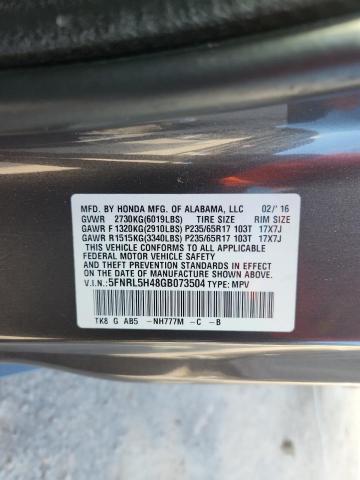 MFD. BY HONDA MFG. OF ALABAMA, LLC 02/'16
GVWR 2730KG(6019LBS) TIRE SIZE RIM SIZE
GAWR F 1320KG(2910LBS) P235/65R17 103T 17X7J
GAWR R1515KG(3340LBS) P235/65R17 103T 17X7J
THIS VEHICLE CONFORMS TO ALL APPLICABLE
FEDERAL MOTOR VEHICLE SAFETY AND
THEFT PREVENTION STANDARDS IN EFFECT ON
THE DATE OF MANUFACTURE SHOWN ABOVE.
V.I.N.: 5FNRL5H48GB073504 TYPE: MPV
TK8 G AB5 -NH777M -C -B